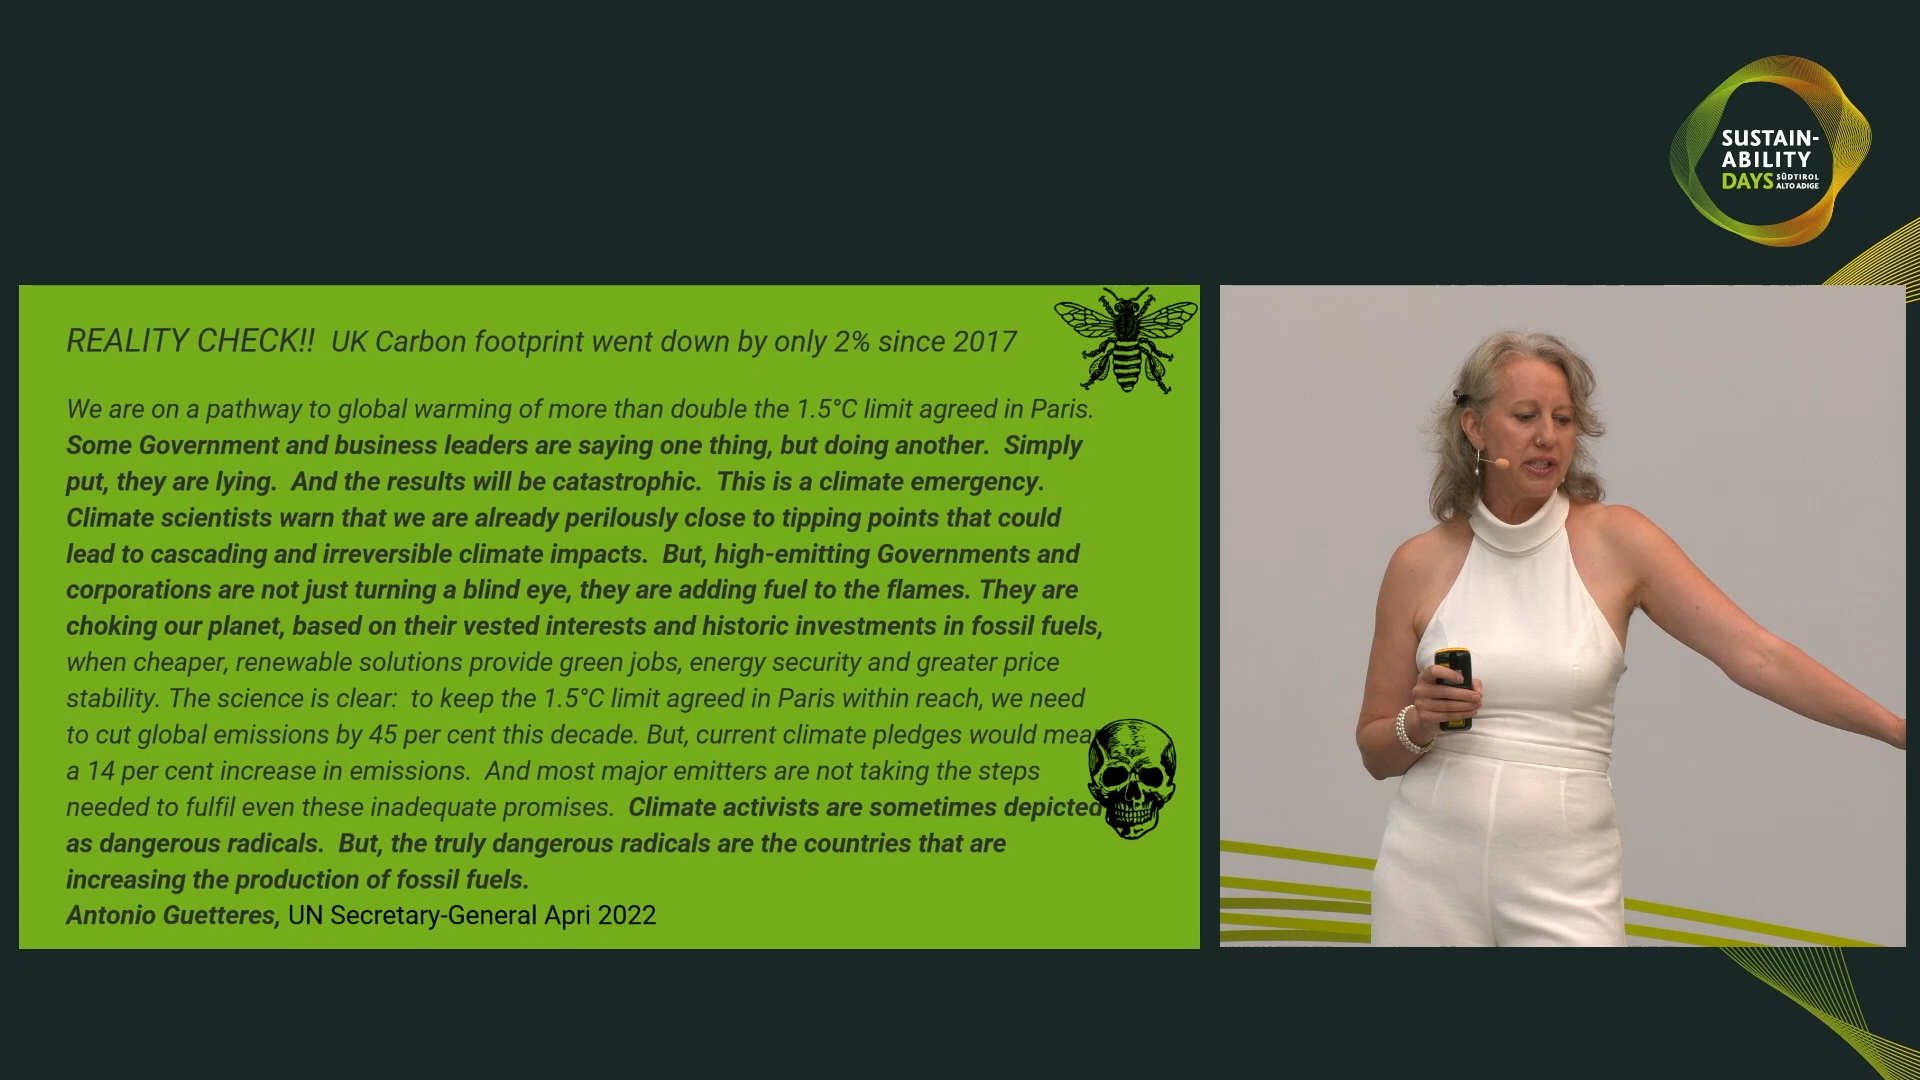 SUSTAIN-
ABILITY
DAYS SÜDTIROL
ALTO ADIGE
REALITY CHECK!! UK Carbon footprint went down by only 2% since 2017
We are on a pathway to global warming of more than double the 1.5°C limit agreed in Paris.
Some Government and business leaders are saying one thing, but doing another. Simply
put, they are lying. And the results will be catastrophic. This is a climate emergency.
Climate scientists warn that we are already perilously close to tipping points that could
lead to cascading and irreversible climate impacts. But, high-emitting Governments and
corporations are not just turning a blind eye, they are adding fuel to the flames. They are
choking our planet, based on their vested interests and historic investments in fossil fuels,
when cheaper, renewable solutions provide green jobs, energy security and greater price
stability. The science is clear: to keep the 1.5°C limit agreed in Paris within reach, we need
to cut global emissions by 45 per cent this decade. But, current climate pledges would mean
a 14 per cent increase in emissions. And most major emitters are not taking the steps
needed to fulfil even these inadequate promises. Climate activists are sometimes depicted
as dangerous radicals. But, the truly dangerous radicals are the countries that are
increasing the production of fossil fuels.
Antonio Guetteres, UN Secretary-General Apri 2022